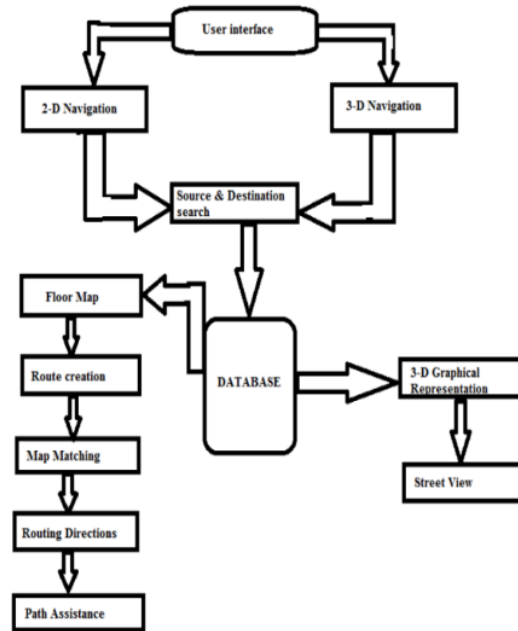 User interface
2-D Navigation
3-D Navigation
Source & Destination
search
Floor Map
DATABASE
3-D Graphical
Representation
Route creation
Map Matching
Street View
Routing Directions
Path Assistance